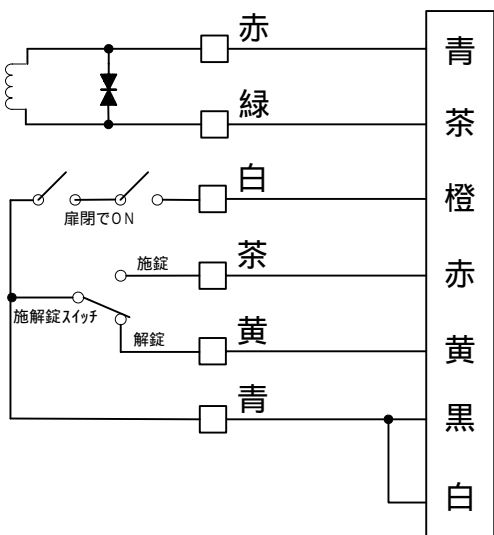 赤 青
緑 茶
白 橙
扉閉でON
茶 赤
施錠
施解錠スイッチ
黄 黄
解錠
青 黒
白